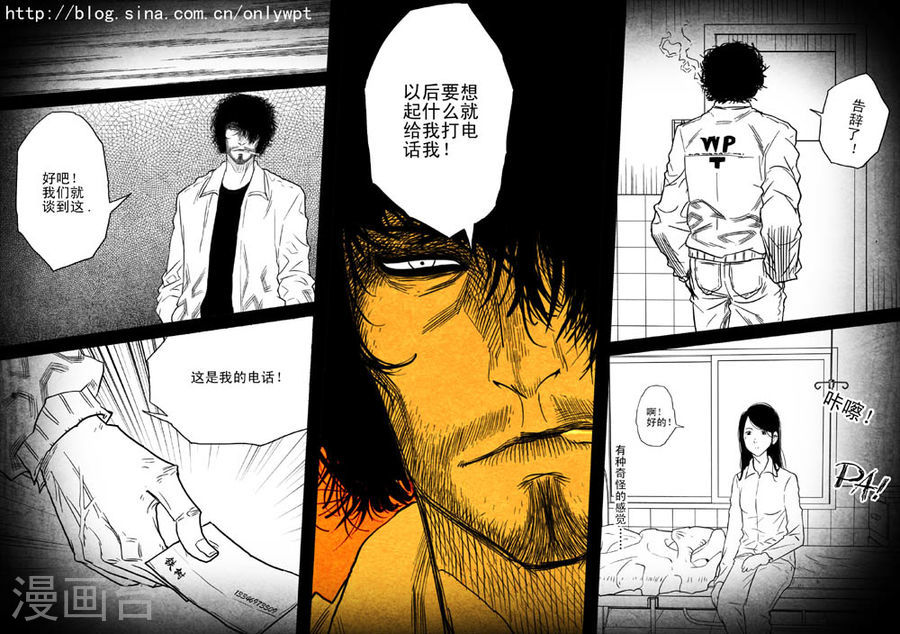 http://blog.sina.com.cn/onlywpt
好吧！
我们就
谈到这.
这是我的电话！
13346973509
以后要想
起什么就
给我打电
话我！
告辞了！
WP
T
啊！
好的！
有种奇怪的感觉……
咔嚓！
PA!
漫画台